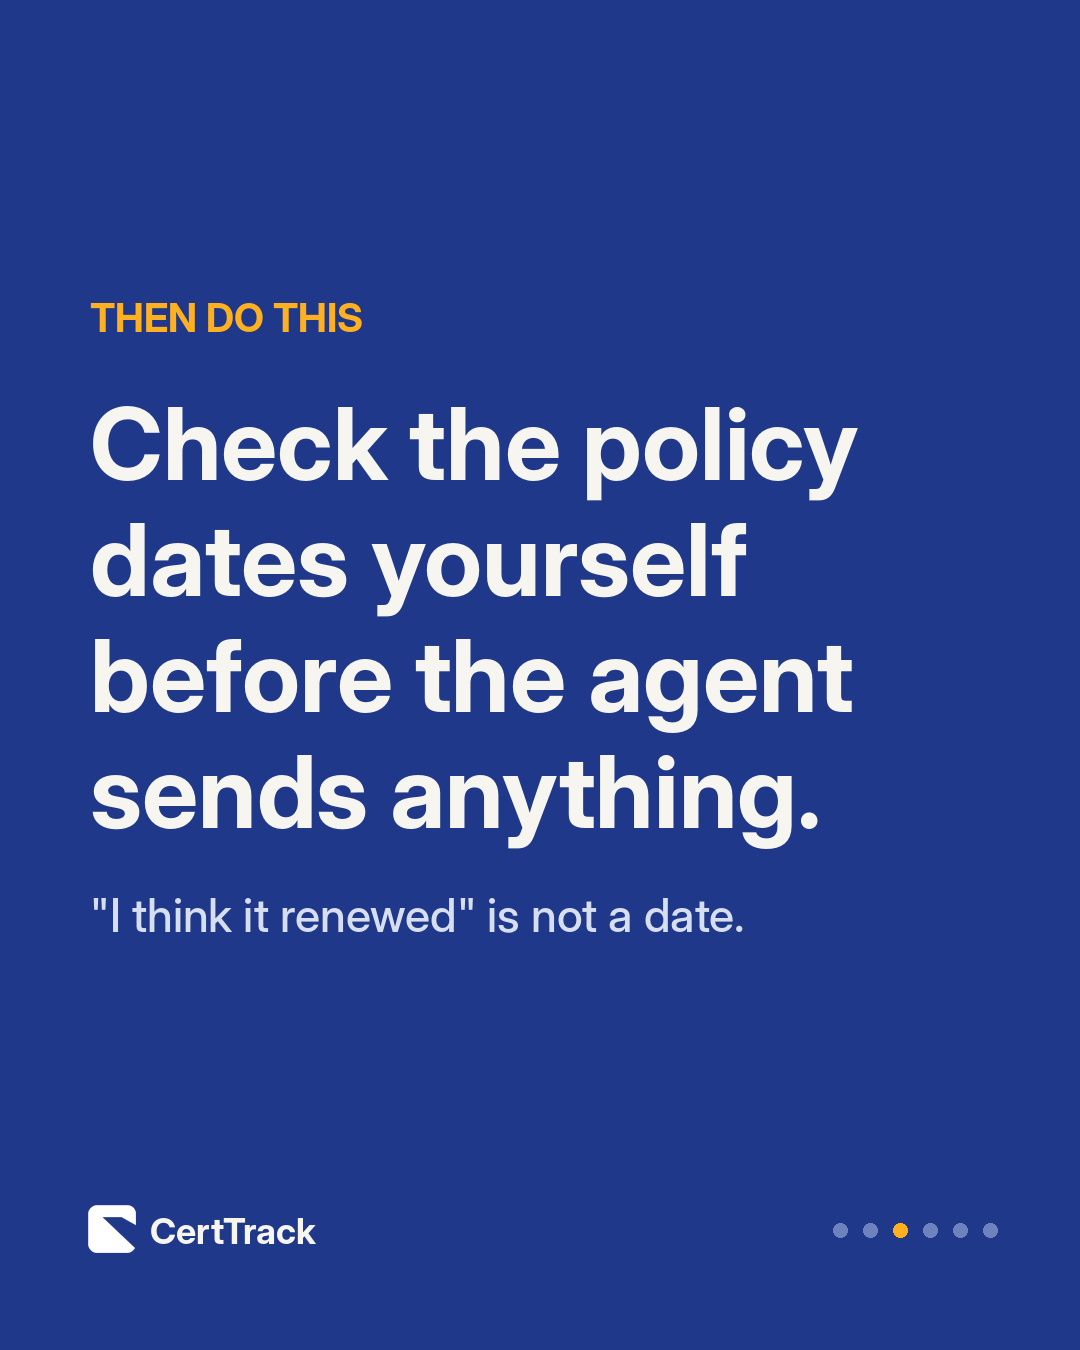 THEN DO THIS
Check the policy
dates yourself
before the agent
sends anything.
"I think it renewed" is not a date.
CertTrack